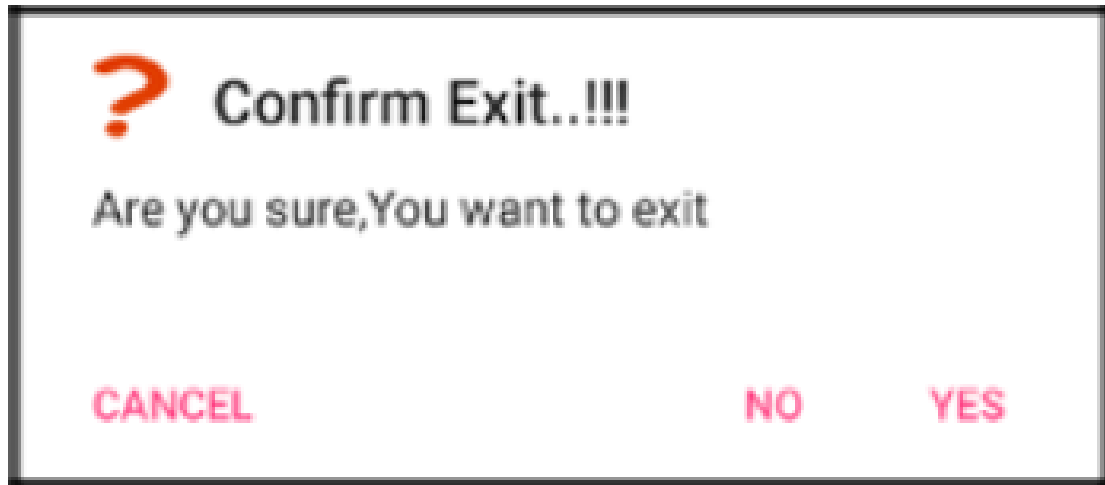 ?
Confirm Exit..!!!
Are you sure,You want to exit
CANCEL NO YES